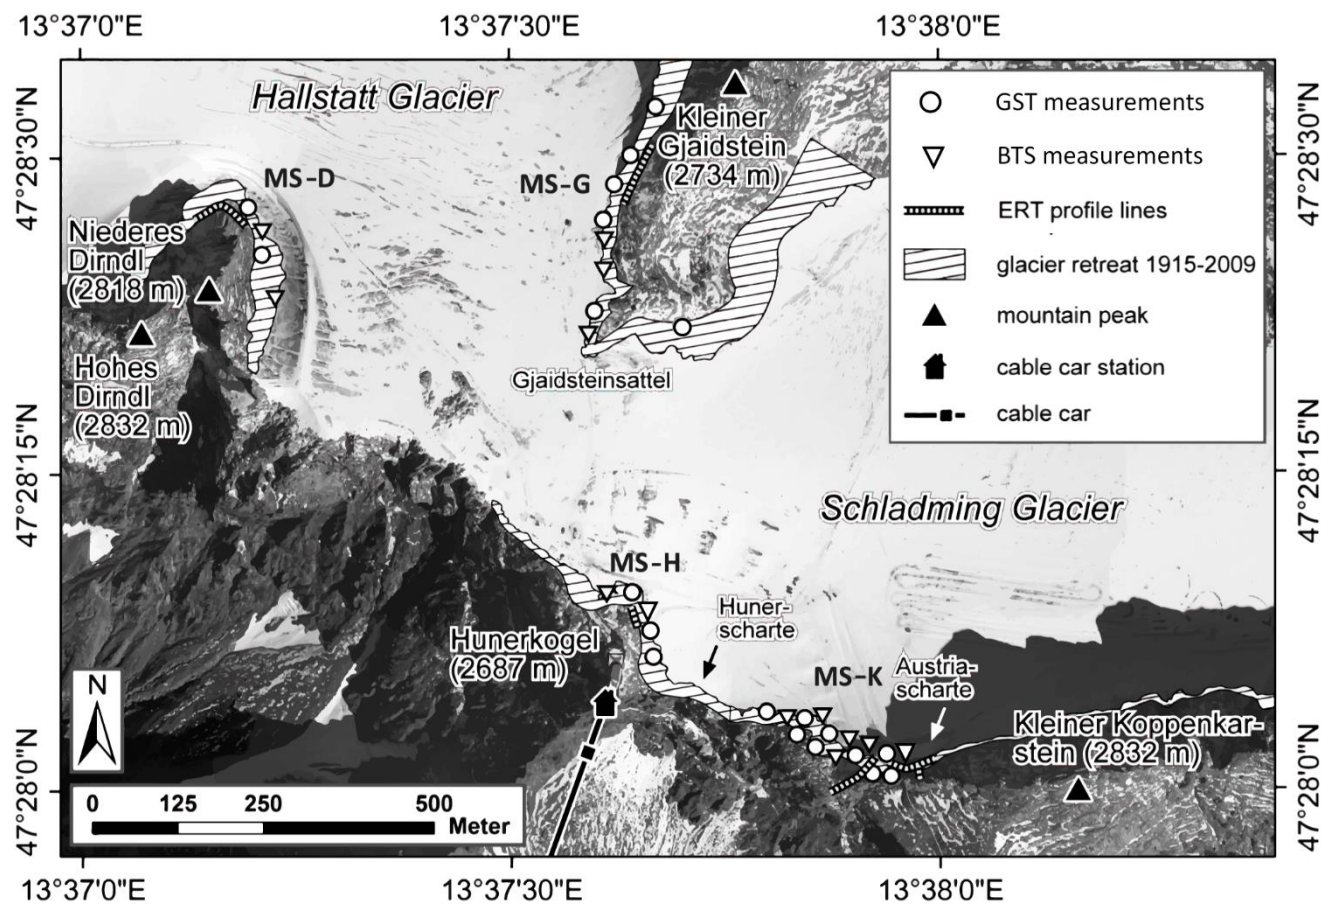 13°37'0"E
13°37'30"E
13°38'0"E
47°28'30"N
47°28'15"N
47°28'0"N
47°28'30"N
47°28'15"N
47°28'0"N
Hallstatt Glacier
MS-D
MS-G
Kleiner
Gjaidstein
(2734 m)
Niederes
Dirndl
(2818 m)
Hohes
Dirndl
(2832 m)
Gjaidsteinsattel
GST measurements
BTS measurements
ERT profile lines
glacier retreat 1915-2009
mountain peak
cable car station
cable car
Schladming Glacier
MS-H
Huner-
scharte
Hunerkogel
(2687 m)
MS-K
Austria-
scharte
Kleiner Koppenkar-
stein (2832 m)
N
0 125 250 500
Meter
13°37'0"E
13°37'30"E
13°38'0"E